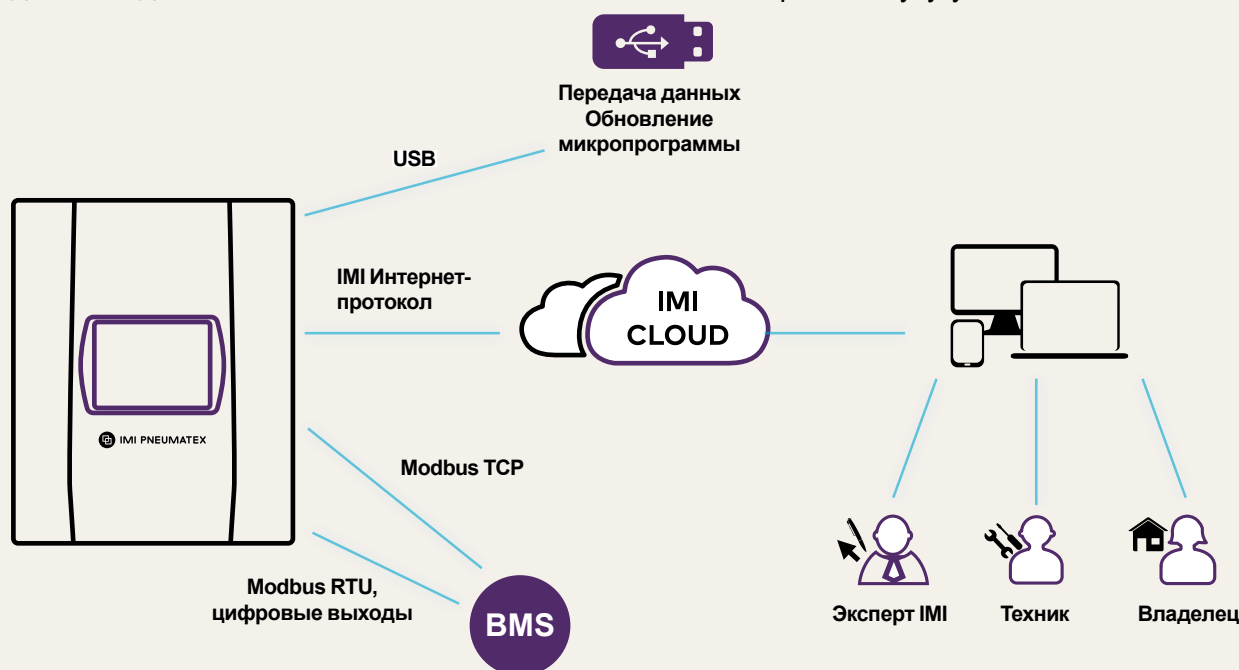 Передача данных
Обновление
микропрограммы
USB
IMI Интернет-
протокол
IMI
CLOUD
IMI PNEUMATEX
Modbus TCP
Modbus RTU,
цифровые выходы
BMS
Эксперт IMI
Техник
Владелец